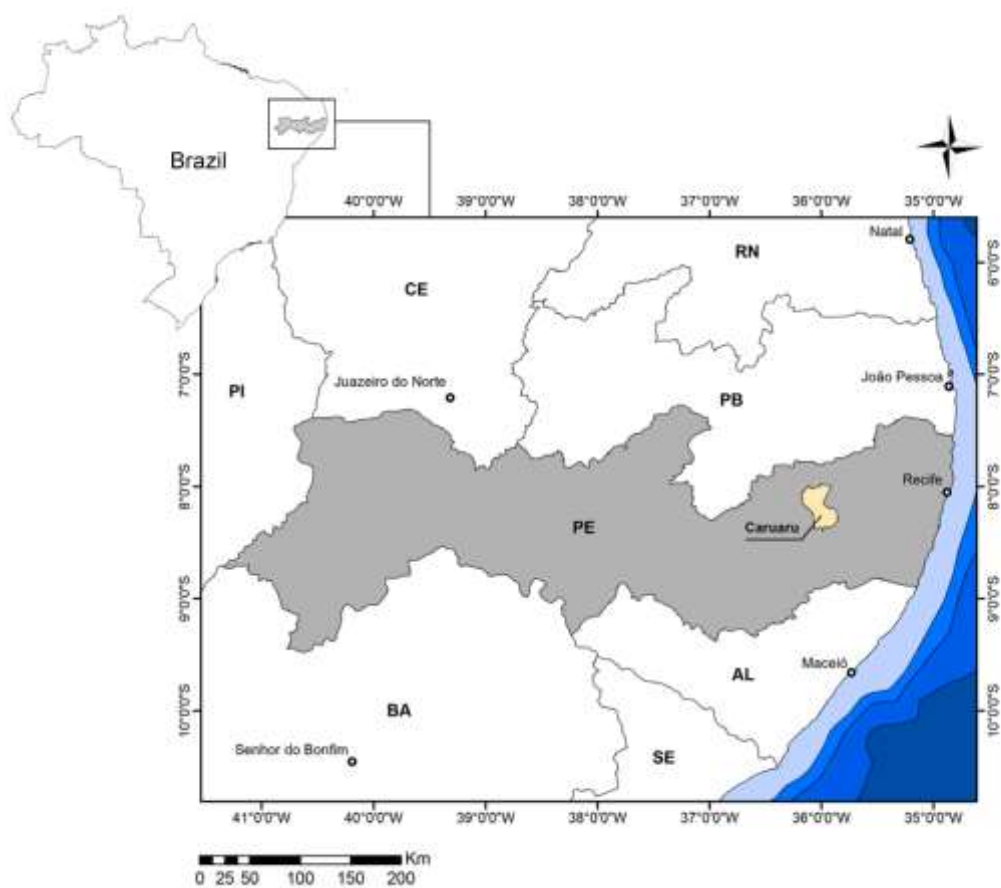 Brazil
40°0'0"W 39°0'0"W 38°0'0"W 37°0'0"W 36°0'0"W 35°0'0"W
Natal
RN
6°0'0"S
CE
7°0'0"S
7°0'0"S
João Pessoa
Juazeiro do Norte
PI
PB
8°0'0"S
8°0'0"S
Recife
PE
Caruaru
9°0'0"S
9°0'0"S
Maceió
AL
BA
10°0'0"S
10°0'0"S
Senhor do Bonfim
SE
41°0'0"W 40°0'0"W 39°0'0"W 38°0'0"W 37°0'0"W 36°0'0"W 35°0'0"W
Km
0 25 50 100 150 200